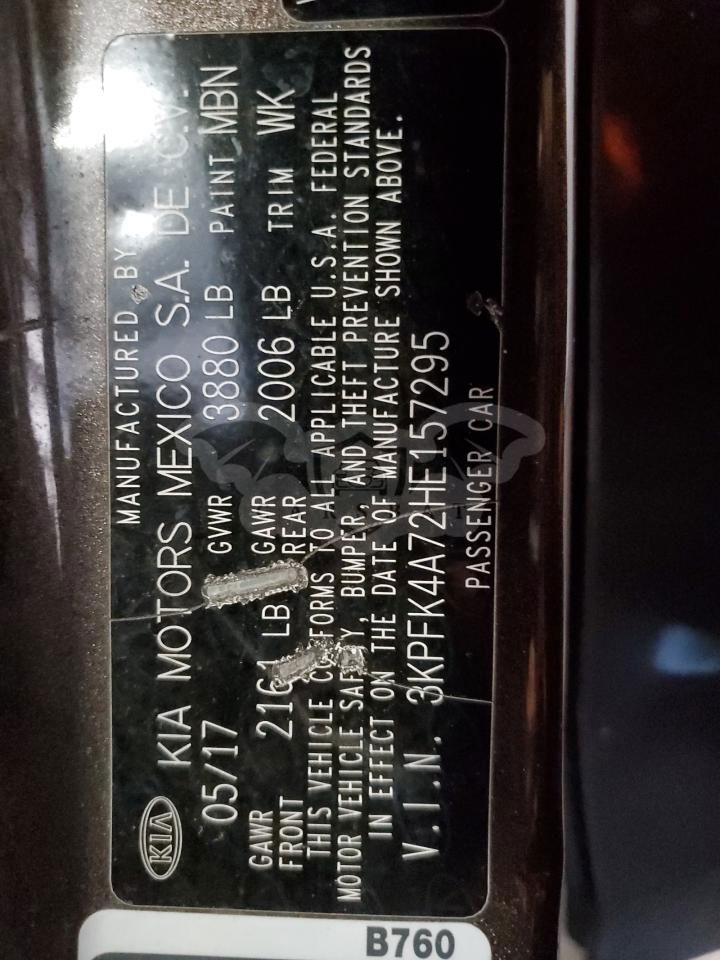 MANUFACTURED BY
KIA KIA MOTORS MEXICO S.A. DE C.V.
05/17 GVWR 3880 LB PAINT MBN
GAWR FRONT 2161 LB GAWR REAR 2006 LB TRIM WK
THIS VEHICLE FORMS TO ALL APPLICABLE U.S.A. FEDERAL
MOTOR VEHICLE BUMPER, AND THEFT PREVENTION STANDARDS
IN EFFECT ON THE DATE OF MANUFACTURE SHOWN ABOVE.
V.I.N. 3KPFK4A72HE157295
PASSENGER CAR
B760